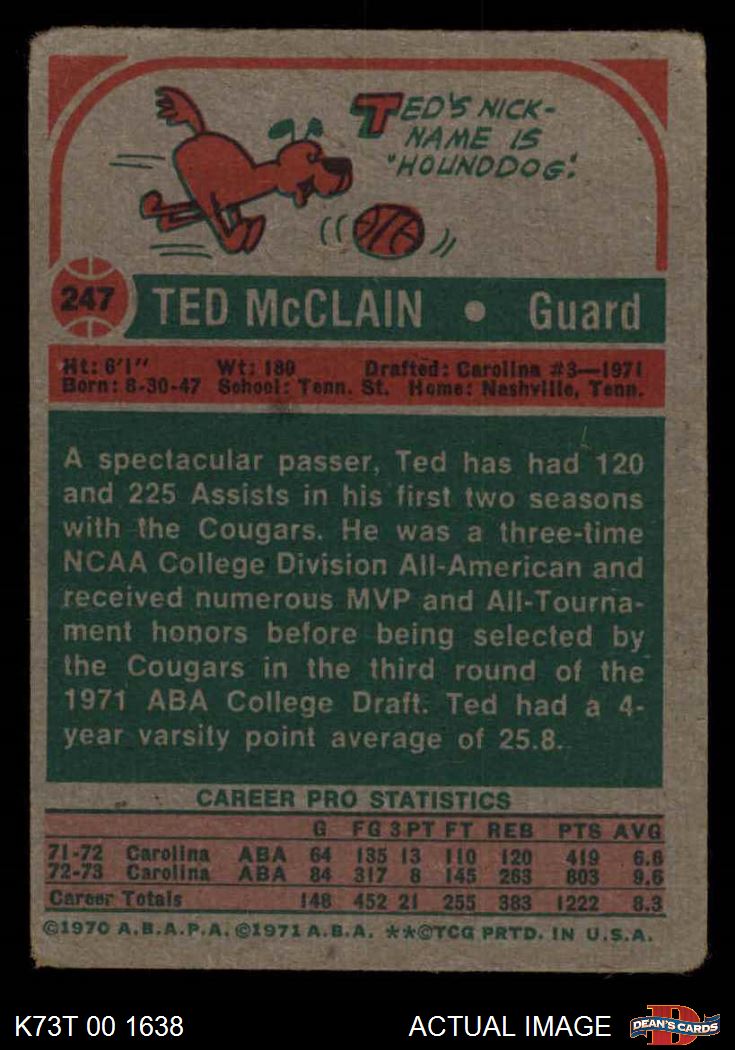 TED'S NICK-
NAME IS
"HOUNDDOG".
247 TED McCLAIN • Guard
Ht: 6'1" Wt: 180 Drafted: Carolina #3—1971
Born: 8-30-47 School: Tenn. St. Home: Nashville, Tenn.
A spectacular passer, Ted has had 120
and 225 Assists in his first two seasons
with the Cougars. He was a three-time
NCAA College Division All-American and
received numerous MVP and All-Tourna-
ment honors before being selected by
the Cougars in the third round of the
1971 ABA College Draft. Ted had a 4-
year varsity point average of 25.8.
CAREER PRO STATISTICS
G FG 3PT FT REB PTS AVG
71-72 Carolina ABA 64 135 13 110 120 419 6.6
72-73 Carolina ABA 84 317 8 145 263 803 9.6
Career Totals 148 452 21 255 383 1222 8.3
©1970 A.B.A.P.A. ©1971 A.B.A. **©TCG PRTD. IN U.S.A.
K73T 00 1638 ACTUAL IMAGE
D
DEAN'S CARDS